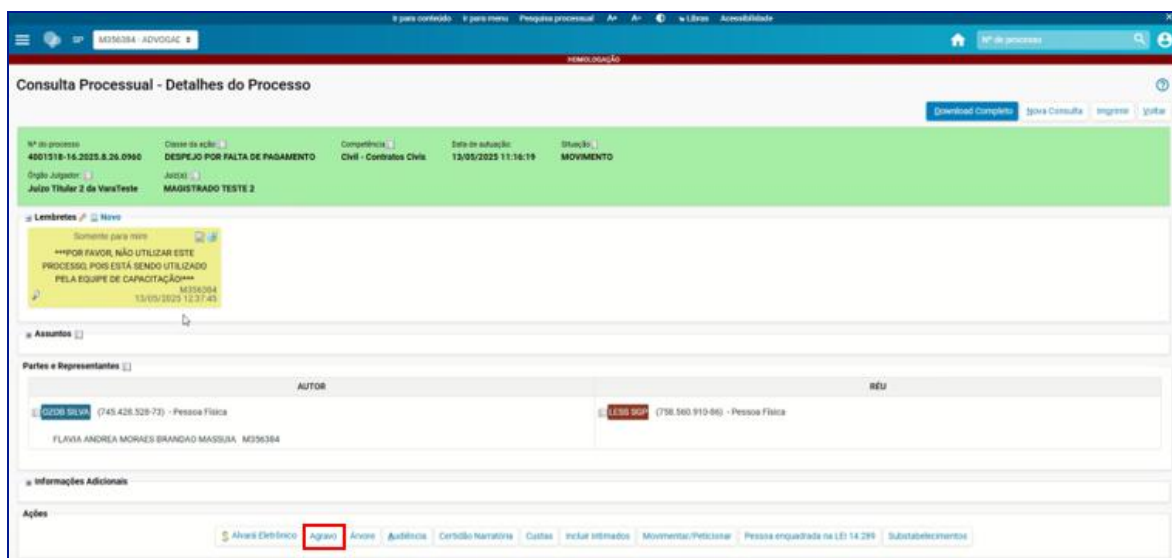 Ir para conteúdo Ir para menu Pesquisa processual A+ A- Libras Acessibilidade X
SP M356384 - ADVOGAD Nº de processo
HOMOLOGAÇÃO
Consulta Processual - Detalhes do Processo
Download Completo Nova Consulta Imprimir Voltar
Nº do processo Classe da ação: Competência Data de autuação: Situação
4001518-16.2025.8.26.0960 DESPEJO POR FALTA DE PAGAMENTO Civil - Contratos Civis 13/05/2025 11:16:19 MOVIMENTO
Órgão Julgador: Juiz(a)
Juízo Titular 2 da VaraTeste MAGISTRADO TESTE 2
Lembretes Novo
Somente para mim
***POR FAVOR, NÃO UTILIZAR ESTE
PROCESSO, POIS ESTÁ SENDO UTILIZADO
PELA EQUIPE DE CAPACITAÇÃO!***
M356384
13/05/2025 12:37:45
Assuntos
Partes e Representantes
AUTOR RÉU
OZOB SILVA (745.428.528-73) - Pessoa Física LESS SGP (758.560.910-86) - Pessoa Física
FLAVIA ANDREA MORAES BRANDAO MASSUIA M356384
Informações Adicionais
Ações
$ Alvará Eletrônico Agravo Árvore Audiência Certidão Narratória Custas Incluir Intimados Movimentar/Peticionar Pessoa enquadrada na LEI 14.289 Substabelecimentos